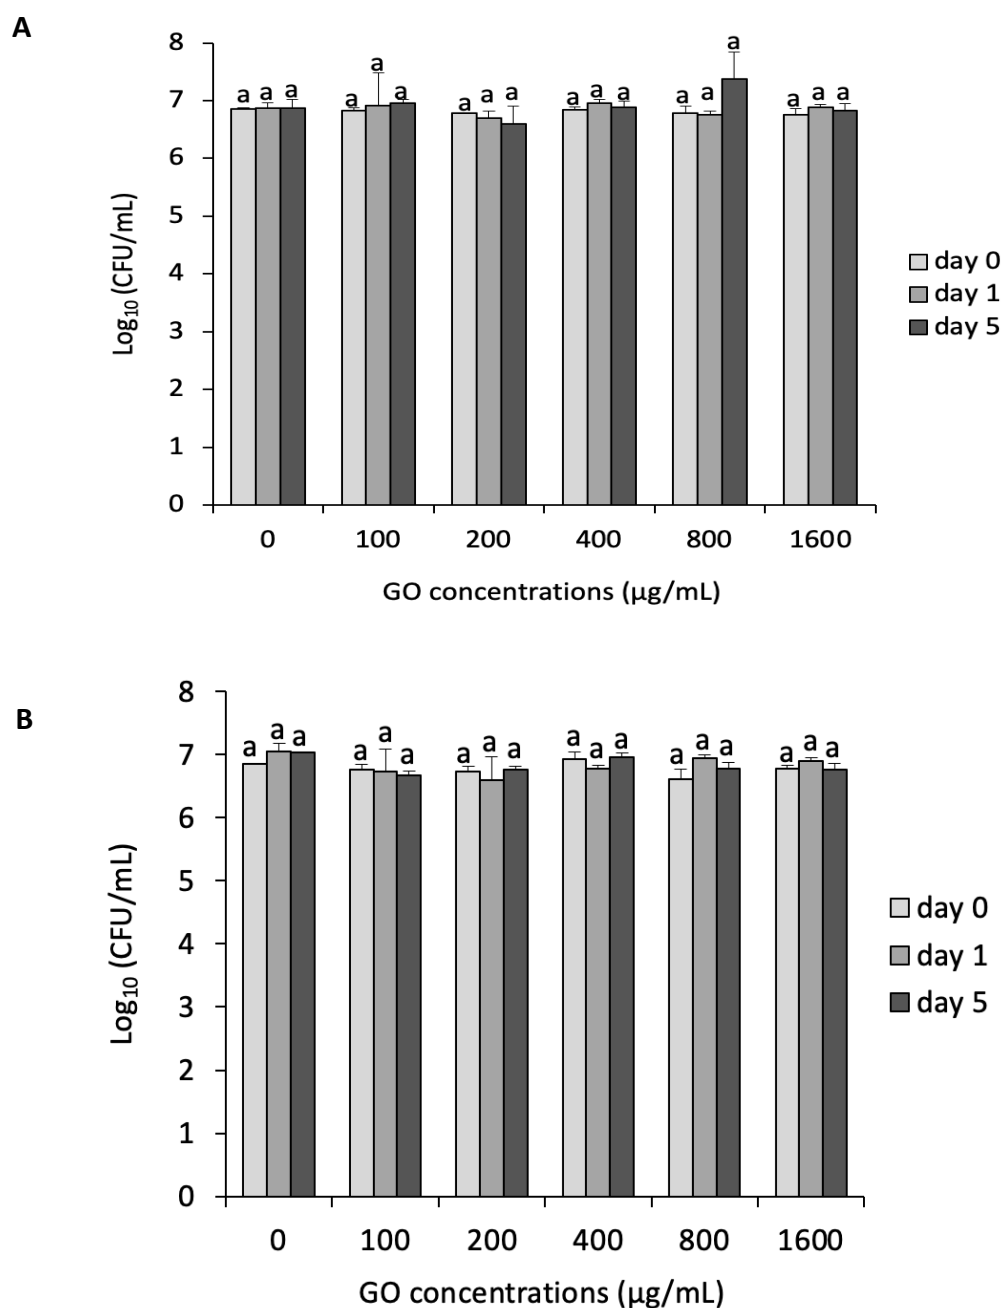 A
8
a
a a a a a a a a a a a a a a a a a
7
6
5
4
3
2
1
0
Log₁₀ (CFU/mL)
day 0
day 1
day 5
0 100 200 400 800 1600
GO concentrations (µg/mL)
B
8
a a a a a a a a a a a a a a a a a a
7
6
5
4
3
2
1
0
Log₁₀ (CFU/mL)
day 0
day 1
day 5
0 100 200 400 800 1600
GO concentrations (µg/mL)